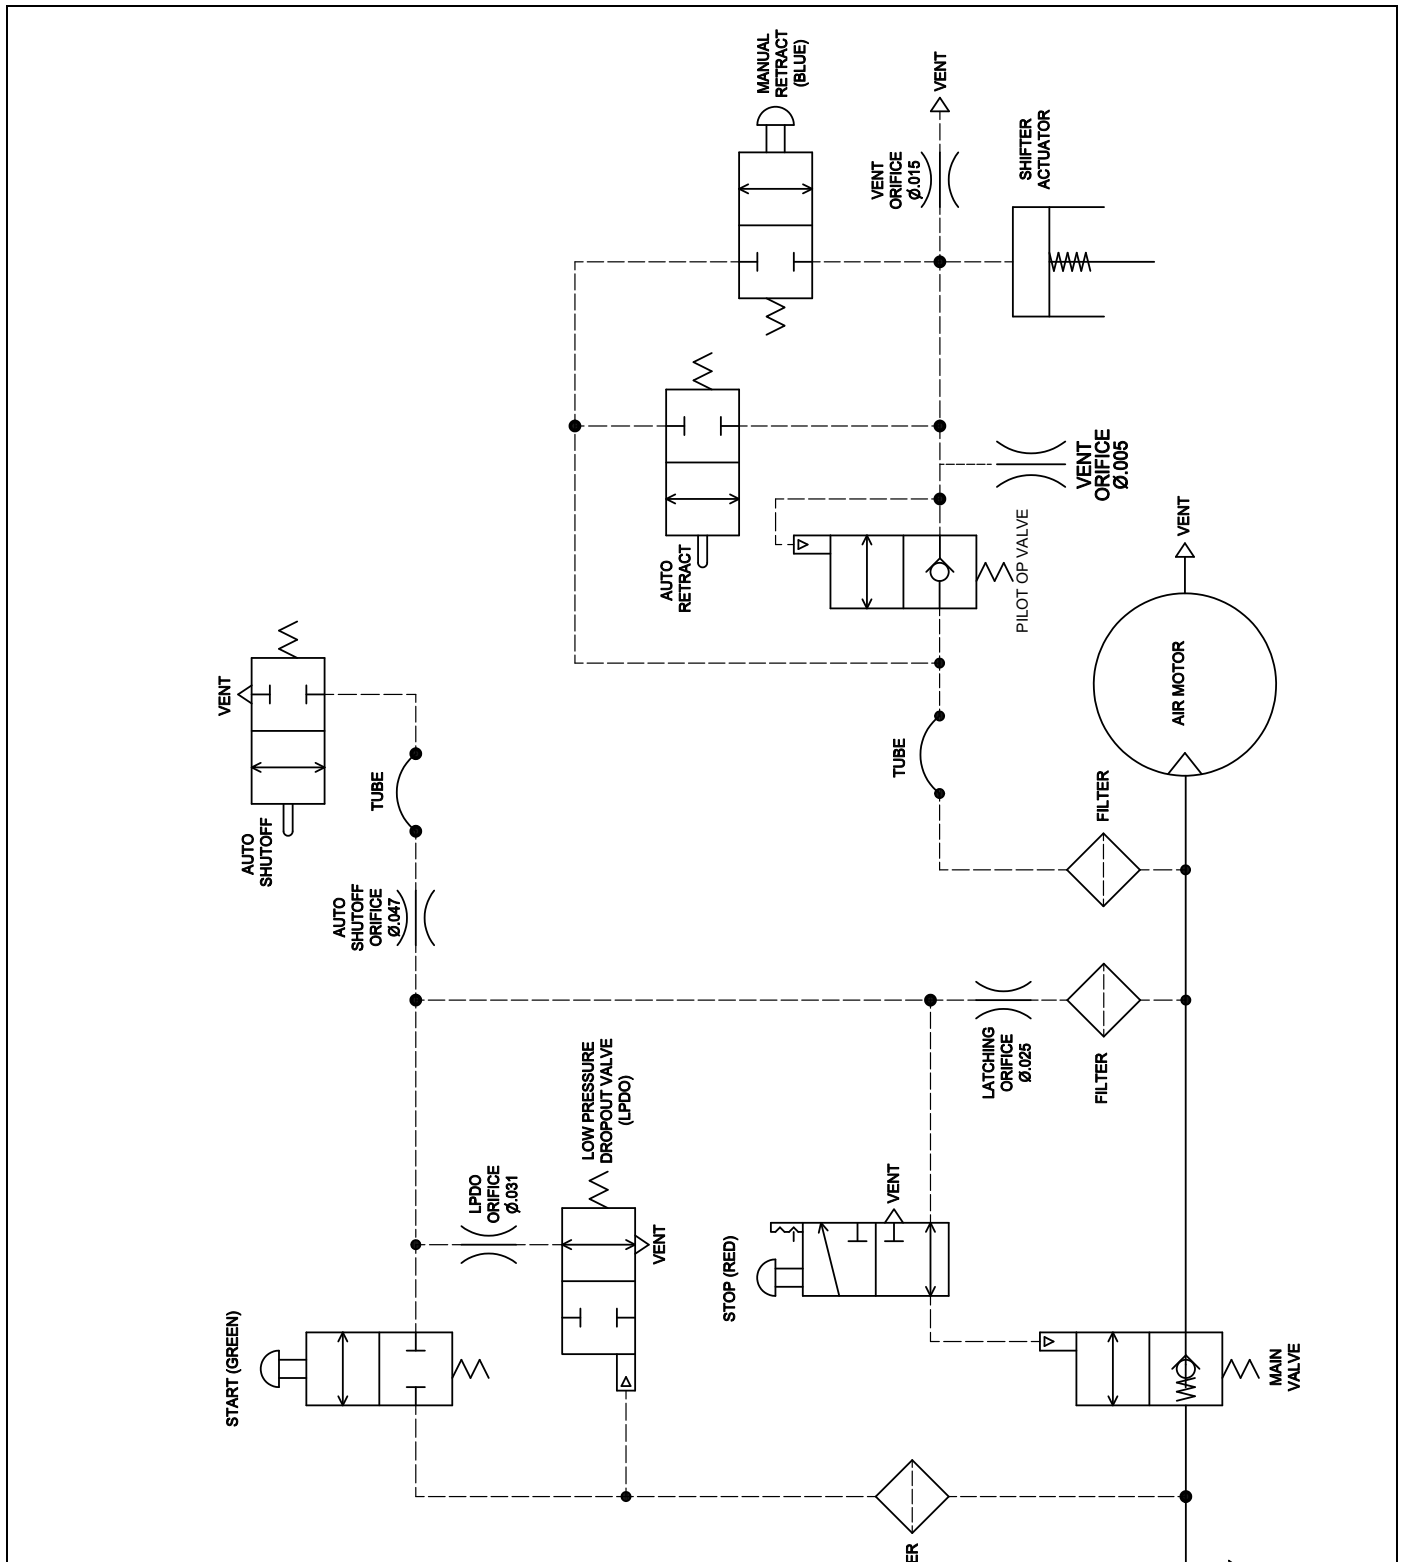 MANUAL
RETRACT
(BLUE)
VENT
VENT
ORIFICE
Ø.015
SHIFTER
ACTUATOR
VENT
ORIFICE
Ø.005
AUTO
RETRACT
PILOT OP VALVE
VENT
VENT
AIR MOTOR
AUTO
SHUTOFF
TUBE
TUBE
FILTER
AUTO
SHUTOFF
ORIFICE
Ø.047
LATCHING
ORIFICE
Ø.025
FILTER
LOW PRESSURE
DROPOUT VALVE
(LPDO)
LPDO
ORIFICE
Ø.031
VENT
VENT
STOP (RED)
START (GREEN)
MAIN
VALVE